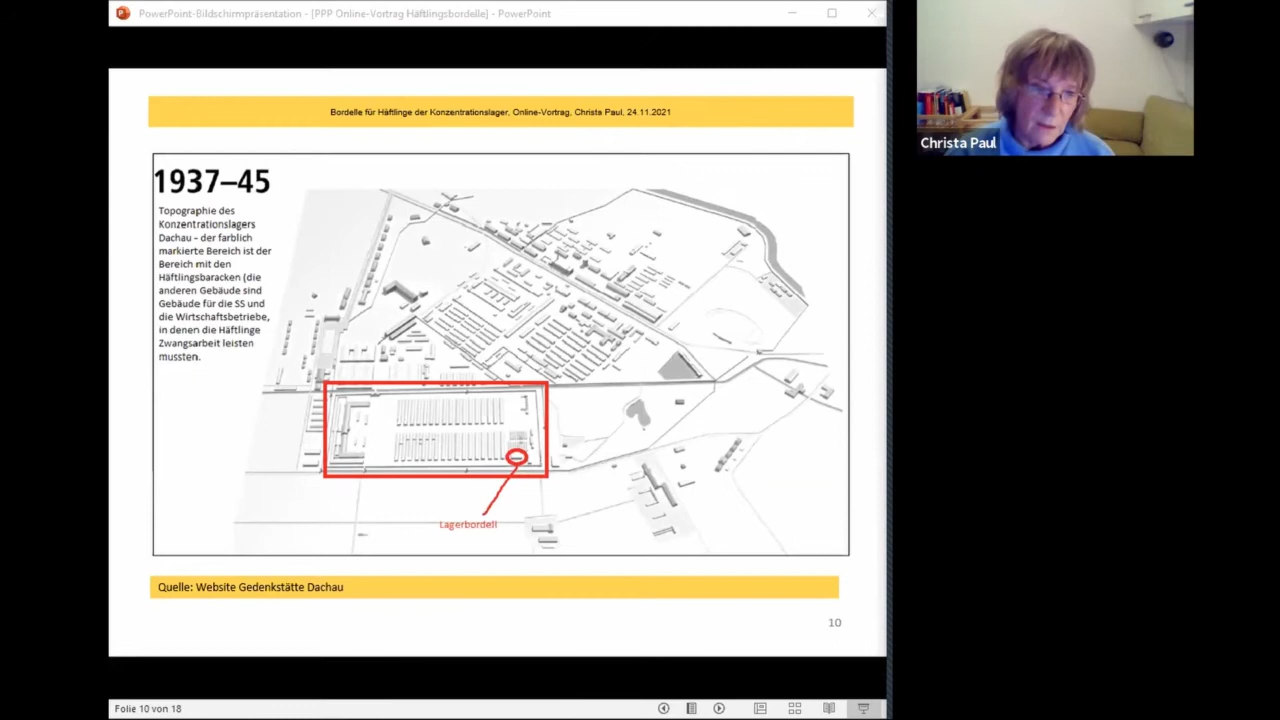 PowerPoint-Bildschirmpräsentation - [PPP Online-Vortrag Häftlingsbordelle] - PowerPoint
Bordelle für Häftlinge der Konzentrationslager, Online-Vortrag, Christa Paul, 24.11.2021
Christa Paul
1937–45
Topographie des
Konzentrationslagers
Dachau - der farblich
markierte Bereich ist der
Bereich mit den
Häftlingsbaracken (die
anderen Gebäude sind
Gebäude für die SS und
die Wirtschaftsbetriebe,
in denen die Häftlinge
Zwangsarbeit leisten
mussten.
Lagerbordell
Quelle: Website Gedenkstätte Dachau
10
Folie 10 von 18